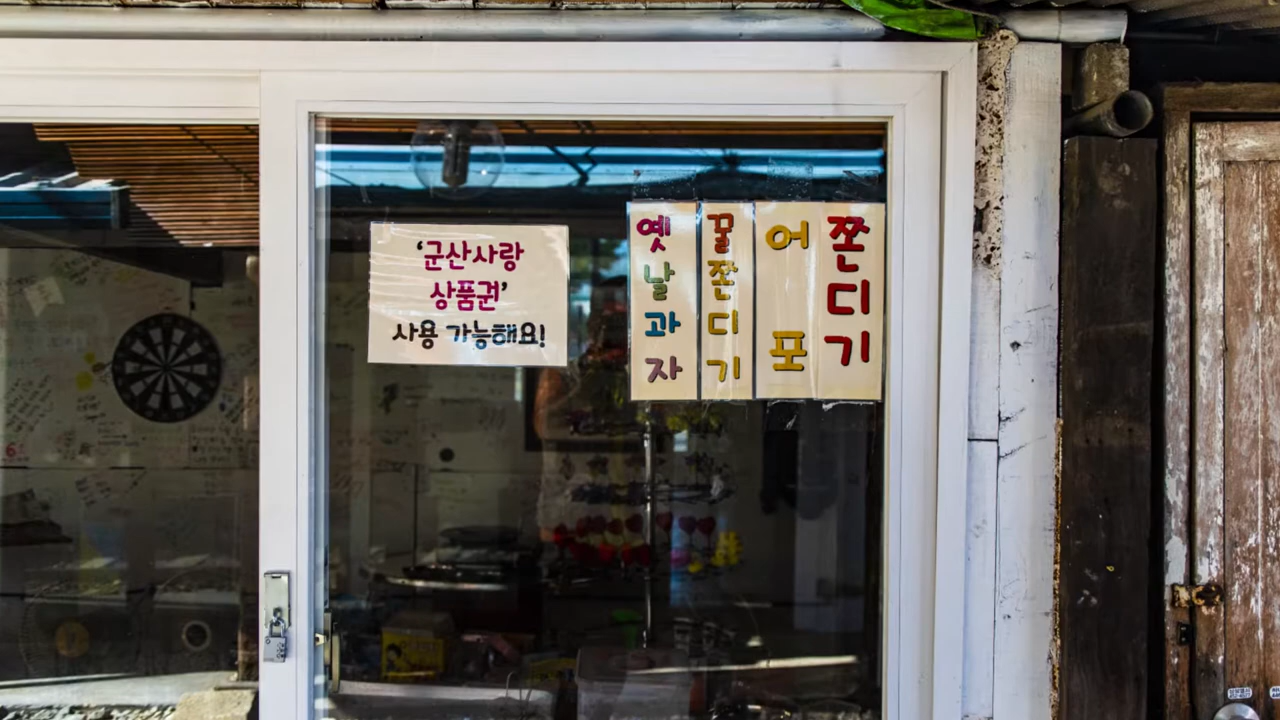 ‘군산사랑
상품권’
사용 가능해요!
옛날과자
꿀쫀디기
어포
쫀디기